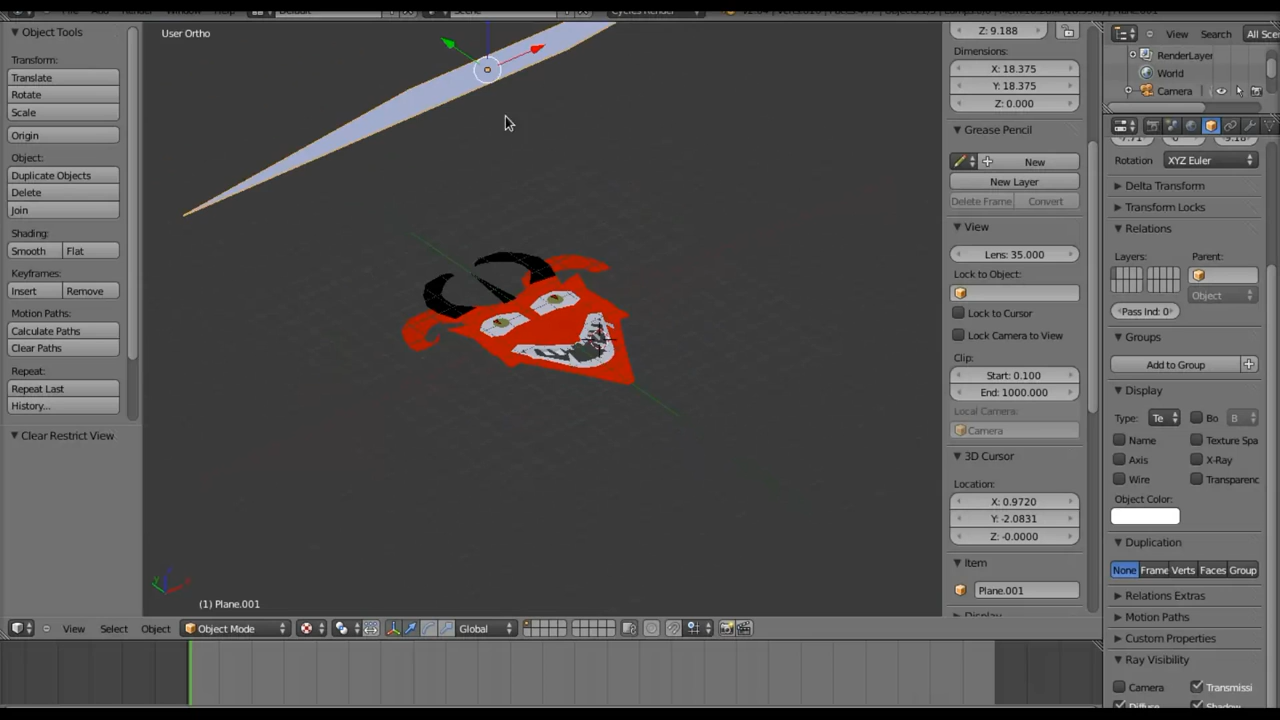 Default
Scene
Cycles Render
Object Tools
Transform:
Translate
Rotate
Scale
Origin
Object:
Duplicate Objects
Delete
Join
Shading:
Smooth Flat
Keyframes:
Insert Remove
Motion Paths:
Calculate Paths
Clear Paths
Repeat:
Repeat Last
History...
Clear Restrict View
User Ortho
(1) Plane.001
View Select Object Object Mode Global
Z: 9.188
Dimensions:
X: 18.375
Y: 18.375
Z: 0.000
Grease Pencil
New
New Layer
Delete Frame Convert
View
Lens: 35.000
Lock to Object:
Lock to Cursor
Lock Camera to View
Clip:
Start: 0.100
End: 1000.000
Local Camera:
Camera
3D Cursor
Location:
X: 0.9720
Y: -2.0831
Z: -0.0000
Item
Plane.001
Display
View Search All Sce
RenderLayer
World
Camera
Rotation XYZ Euler
Delta Transform
Transform Locks
Relations
Layers: Parent:
Object
Pass Ind: 0
Groups
Add to Group
Display
Type: Te Bo B
Name Texture Spa
Axis X-Ray
Wire Transparenc
Object Color:
Duplication
None Frame Verts Faces Group
Relations Extras
Motion Paths
Custom Properties
Ray Visibility
Camera Transmissi